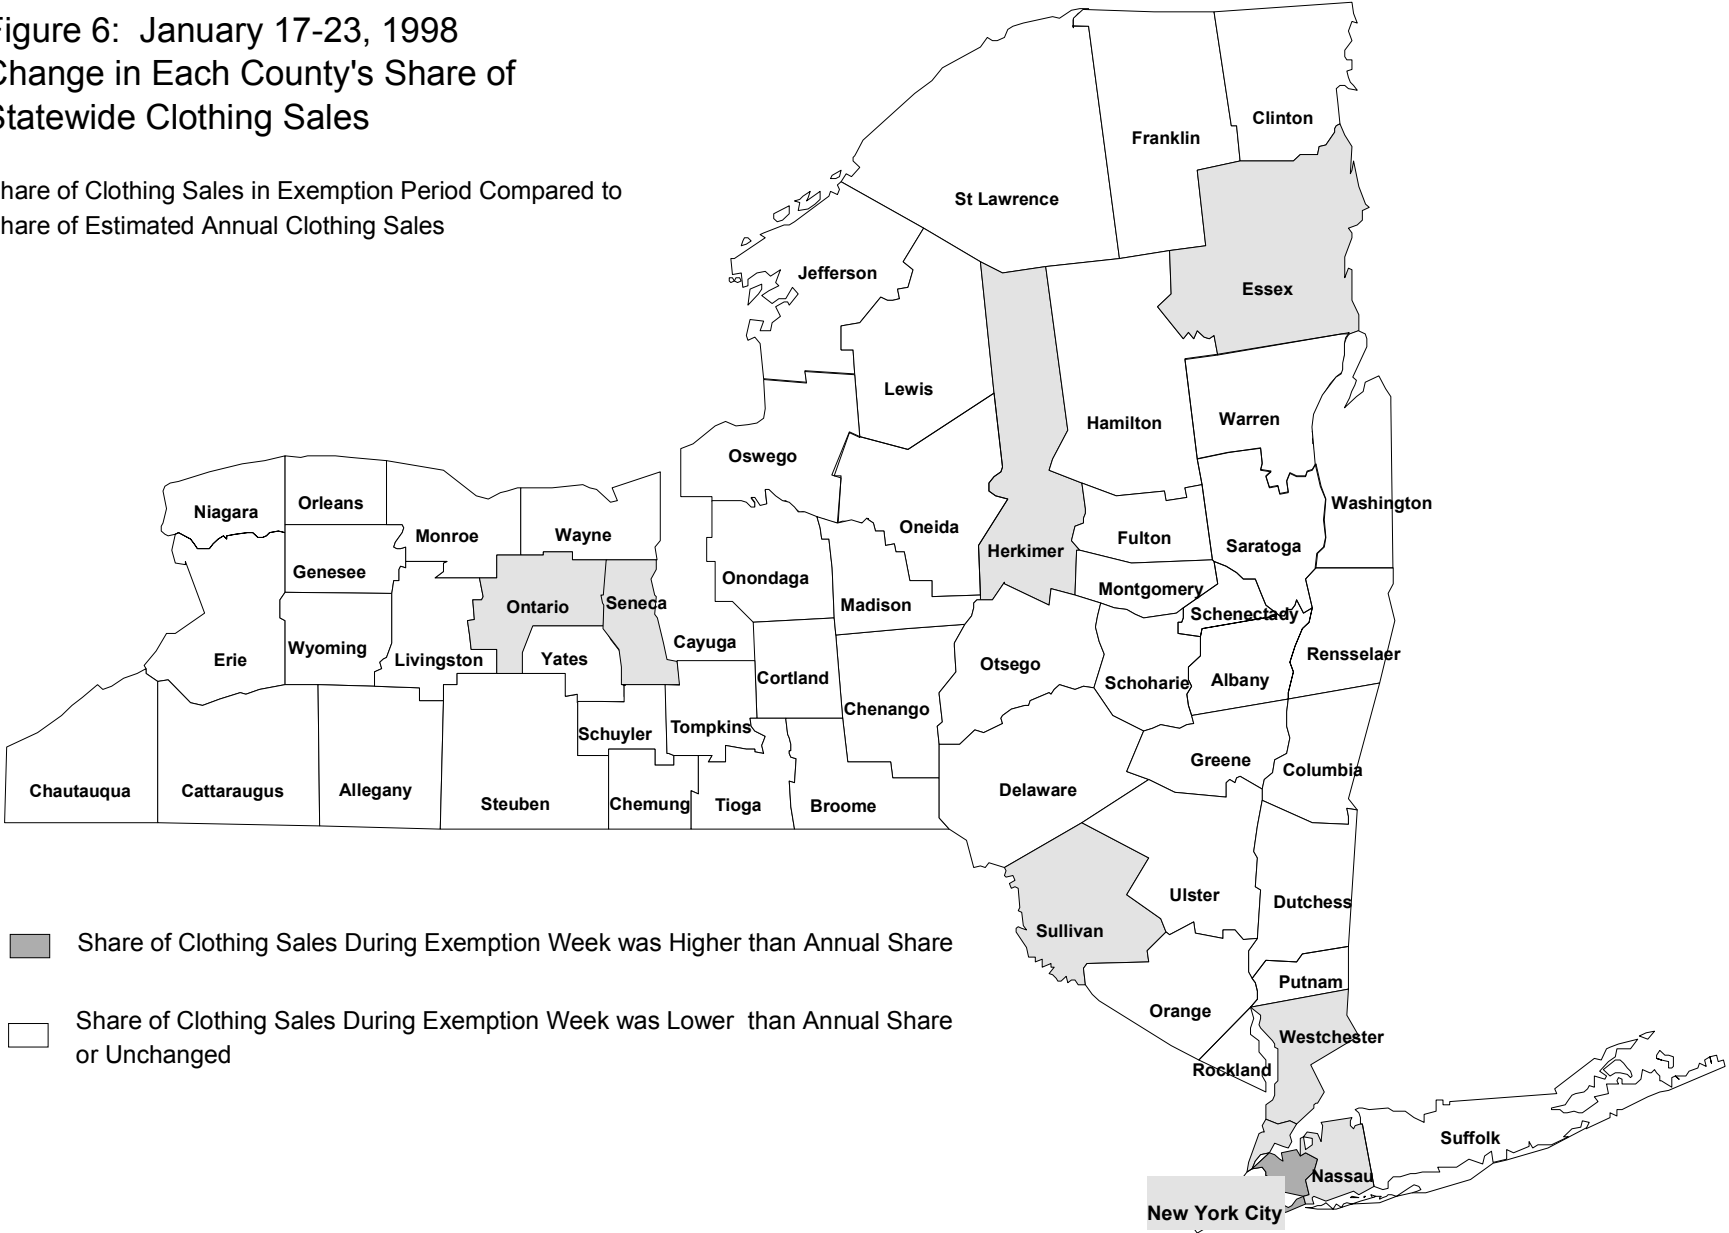 igure 6: January 17-23, 1998
Change in Each County's Share of
Statewide Clothing Sales
hare of Clothing Sales in Exemption Period Compared to
hare of Estimated Annual Clothing Sales
Clinton
Franklin
St Lawrence
Jefferson
Essex
Lewis
Hamilton
Warren
Oswego
Washington
Niagara
Orleans
Monroe
Wayne
Oneida
Herkimer
Fulton
Saratoga
Genesee
Onondaga
Montgomery
Ontario
Seneca
Madison
Schenectady
Wyoming
Livingston
Yates
Cayuga
Erie
Otsego
Rensselaer
Cortland
Schoharie
Albany
Chenango
Schuyler
Tompkins
Greene
Columbia
Chautauqua
Cattaraugus
Allegany
Steuben
Chemung
Tioga
Broome
Delaware
Ulster
Dutchess
Sullivan
Share of Clothing Sales During Exemption Week was Higher than Annual Share
Putnam
Orange
Share of Clothing Sales During Exemption Week was Lower than Annual Share
or Unchanged
Westchester
Rockland
Suffolk
Nassau
New York City